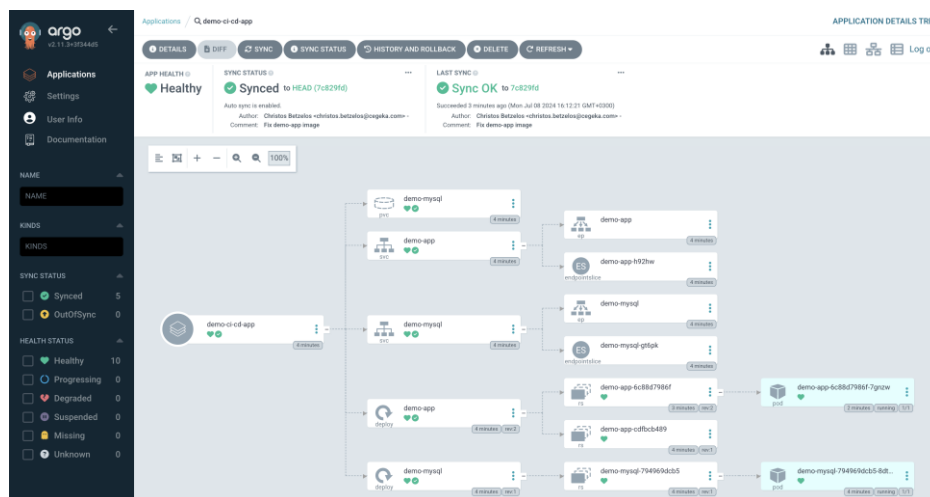 argo
v2.11.3+3f344d5
Applications
Settings
User Info
Documentation
NAME
NAME
KINDS
KINDS
SYNC STATUS
Synced 5
OutOfSync 0
HEALTH STATUS
Healthy 10
Progressing 0
Degraded 0
Suspended 0
Missing 0
Unknown 0
Applications / demo-ci-cd-app
APPLICATION DETAILS TRE
DETAILS DIFF SYNC SYNC STATUS HISTORY AND ROLLBACK DELETE REFRESH
Log o
APP HEALTH
Healthy
SYNC STATUS
Synced to HEAD (7c829fd)
Auto sync is enabled.
Author: Christos Betzelos <christos.betzelos@cegeka.com> -
Comment: Fix demo-app image
LAST SYNC
Sync OK to 7c829fd
Succeeded 3 minutes ago (Mon Jul 08 2024 16:12:21 GMT+0300)
Author: Christos Betzelos <christos.betzelos@cegeka.com> -
Comment: Fix demo-app image
100%
demo-mysql
pvc
4 minutes
demo-app
svc
4 minutes
demo-app
ep
4 minutes
demo-app-h92hw
endpointslice
4 minutes
demo-ci-cd-app
4 minutes
demo-mysql
svc
4 minutes
demo-mysql
ep
4 minutes
demo-mysql-gt6pk
ES
endpointslice
4 minutes
demo-app
deploy
4 minutes rev:2
demo-app-6c88d7986f
rs
3 minutes rev:2
demo-app-6c88d7986f-7gnzw
pod
2 minutes running 1/1
demo-app-cdfbcb489
rs
4 minutes rev:1
demo-mysql
deploy
4 minutes rev:1
demo-mysql-794969dcb5
rs
4 minutes rev:1
demo-mysql-794969dcb5-8dt...
pod
4 minutes running 1/1